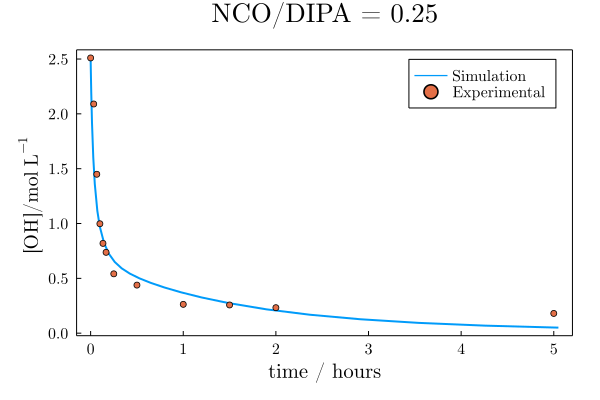 NCO/DIPA = 0.25
2.5
2.0
1.5
1.0
0.5
0.0
[OH]/mol L⁻¹
Simulation
Experimental
0 1 2 3 4 5
time / hours